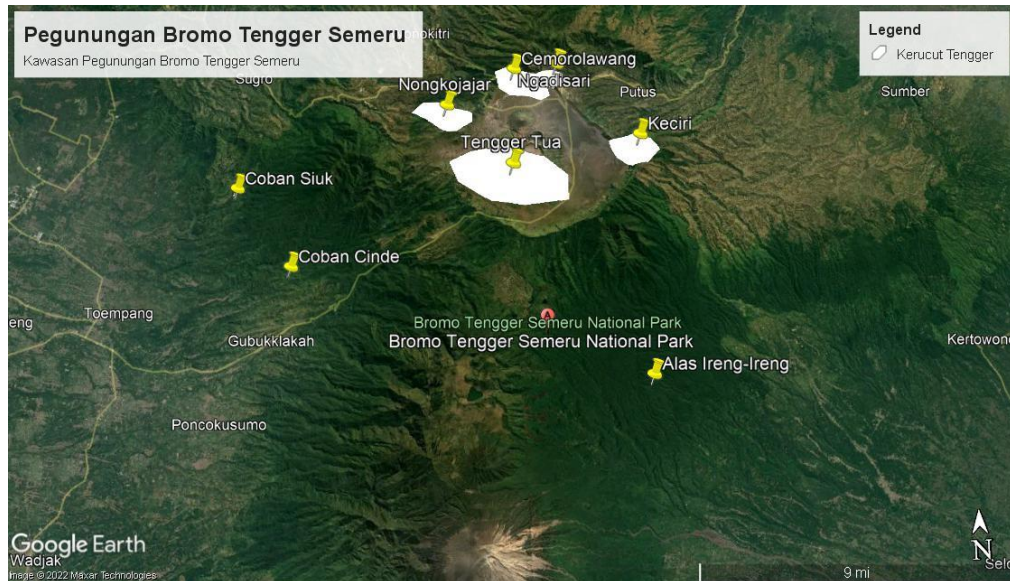 Pegunungan Bromo Tengger Semeru
Kawasan Pegunungan Bromo Tengger Semeru
Legend
Kerucut Tengger
Cemorolawang
Ngadisari
Nongkojajar
Putus
Sumber
Keciri
Tengger Tua
Coban Siuk
Coban Cinde
Toempang
Gubukklakah
Bromo Tengger Semeru National Park
Bromo Tengger Semeru National Park
Kertowono
Alas Ireng-Ireng
Poncokusumo
Google Earth
Wadjak
Image © 2022 Maxar Technologies
9 mi
N